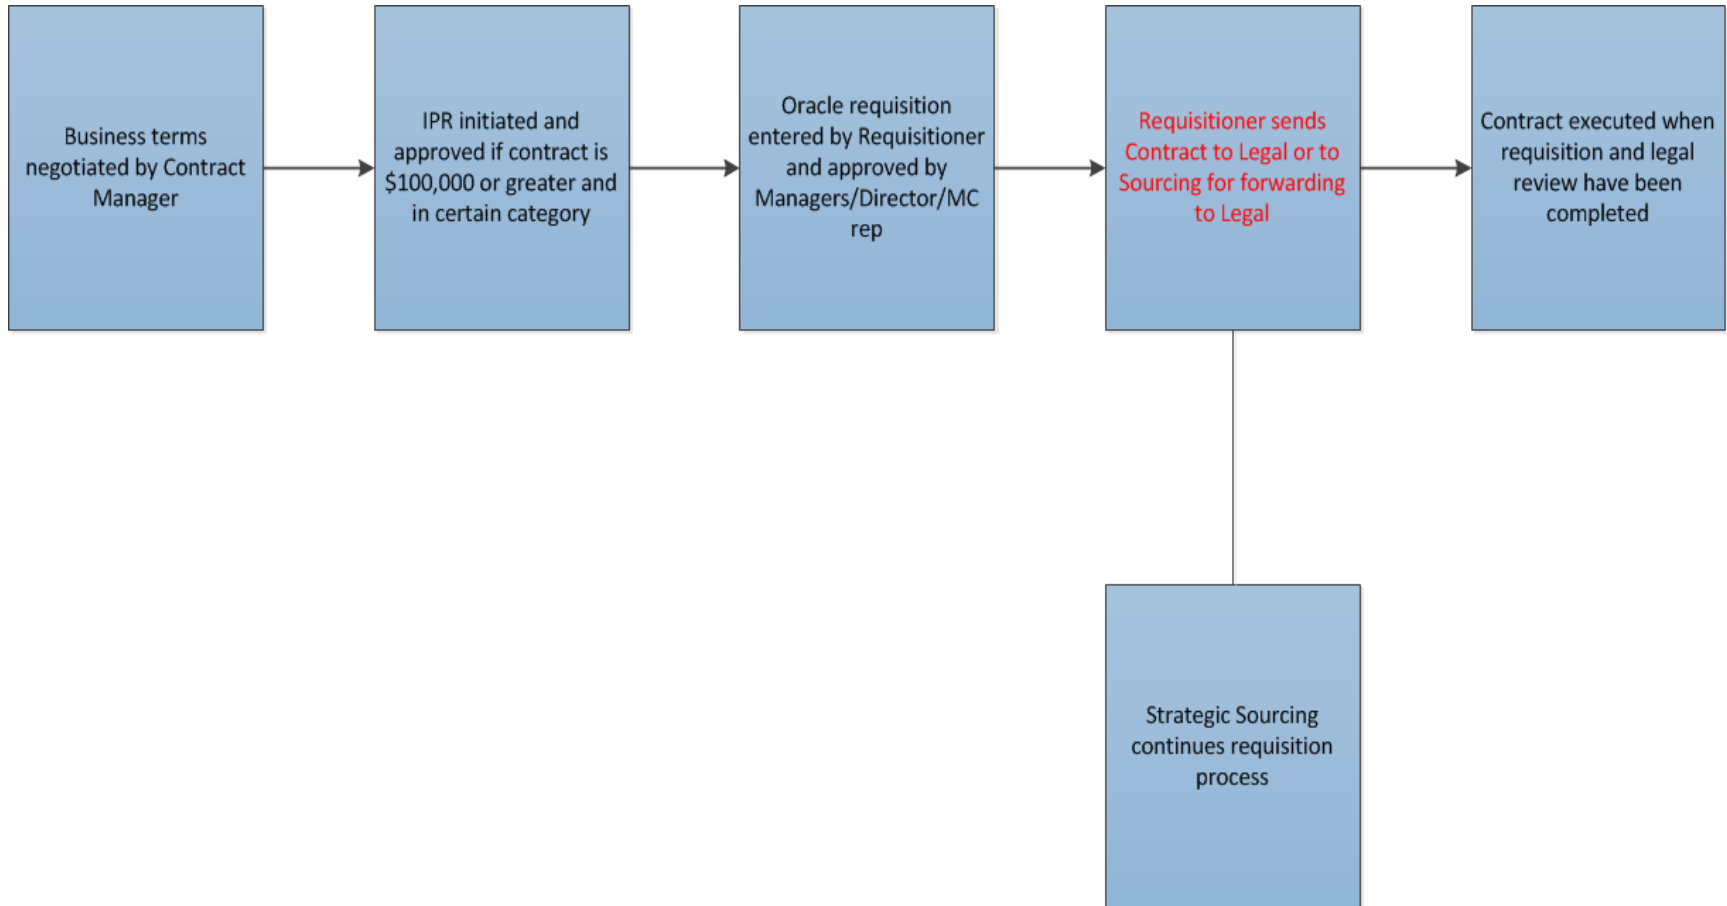 Business terms
negotiated by Contract
Manager
IPR initiated and
approved if contract is
$100,000 or greater and
in certain category
Oracle requisition
entered by Requisitioner
and approved by
Managers/Director/MC
rep
Requisitioner sends
Contract to Legal or to
Sourcing for forwarding
to Legal
Contract executed when
requisition and legal
review have been
completed
Strategic Sourcing
continues requisition
process